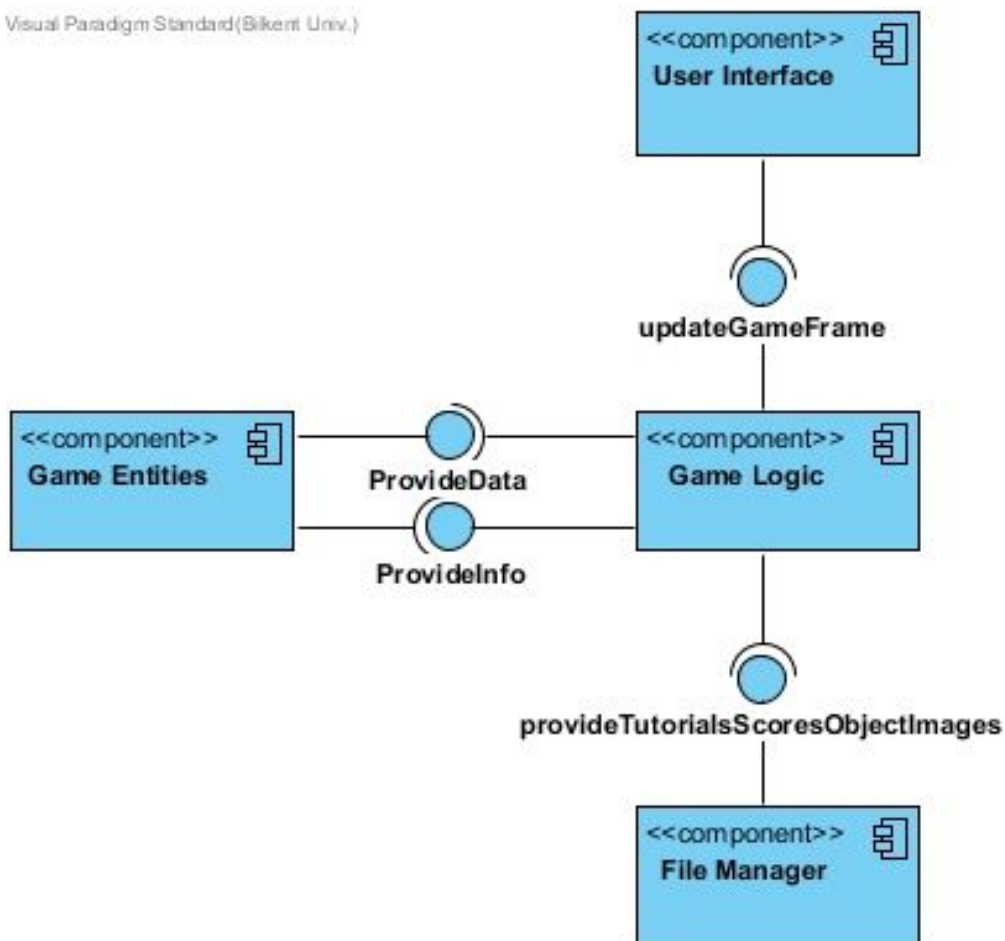 Visual Paradigm Standard(Bilkent Univ.)
<<component>>
User Interface
updateGameFrame
<<component>>
Game Entities
ProvideData
ProvideInfo
<<component>>
Game Logic
provideTutorialsScoresObjectImages
<<component>>
File Manager